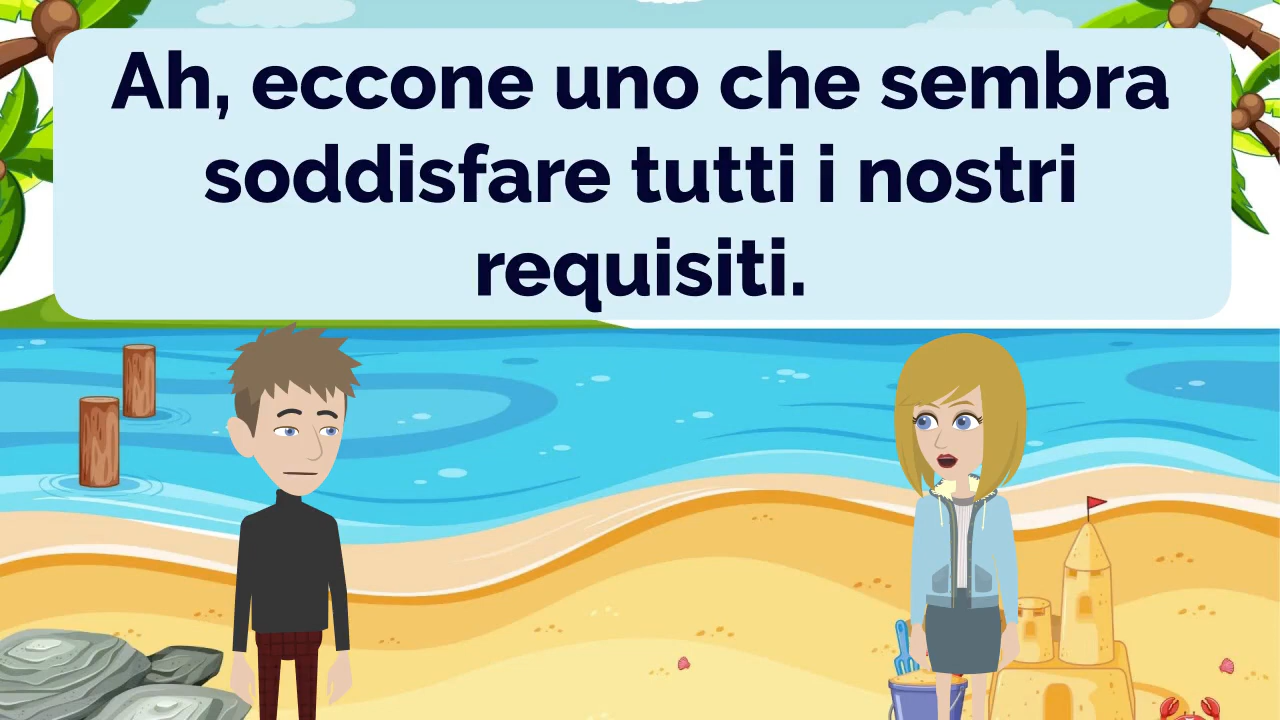 Ah, eccone uno che sembra
soddisfare tutti i nostri
requisiti.